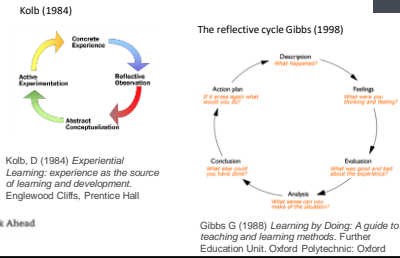 Kolb (1984)
Concrete
Experience
Reflective
Observation
Abstract
Conceptualization
Active
Experimentation
Kolb, D (1984) Experiential
Learning: experience as the source
of learning and development.
Englewood Cliffs, Prentice Hall
k Ahead
The reflective cycle Gibbs (1998)
Description
What happened?
Feelings
What were you
thinking and feeling?
Evaluation
What was good and bad
about the experience?
Analysis
What sense can you
make of the situation?
Conclusion
What else could
you have done?
Action plan
If it arose again what
would you do?
Gibbs G (1988) Learning by Doing: A guide to
teaching and learning methods. Further
Education Unit. Oxford Polytechnic: Oxford